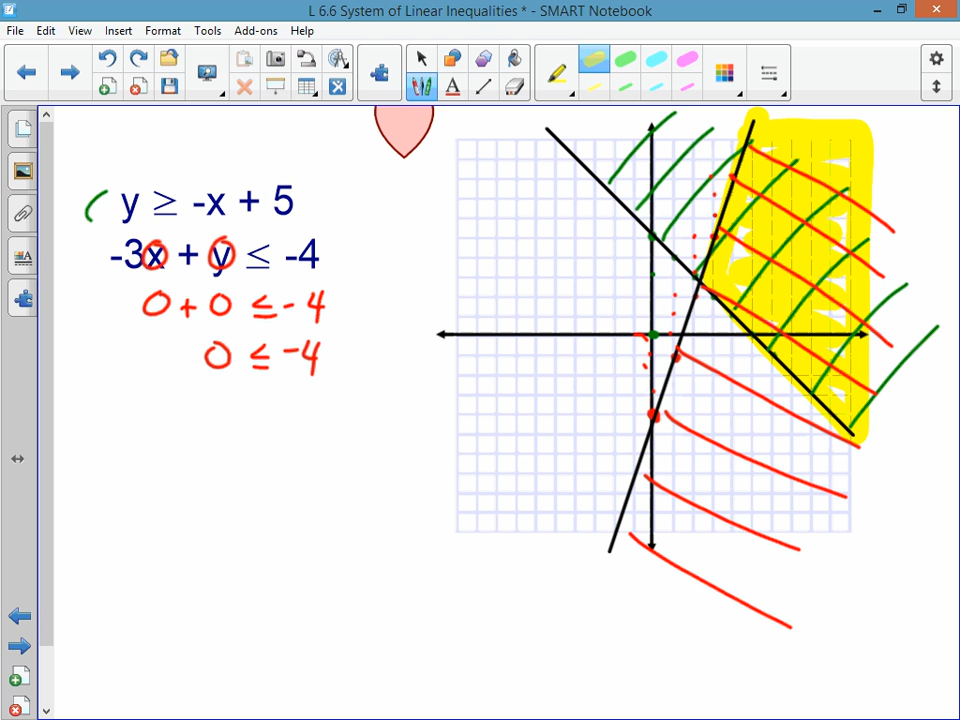 L 6.6 System of Linear Inequalities * - SMART Notebook
File Edit View Insert Format Tools Add-ons Help
y ≥ -x + 5
-3x + y ≤ -4
0 + 0 ≤ -4
0 ≤ -4